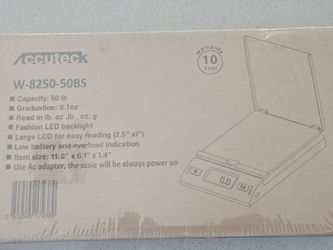 Accuteck
warranty
10
Year
W-8250-50BS
Capacity: 50 lb
Graduation: 0.1oz
Read in lb. oz ,lb , oz, g
Fashion LED backlight
Large LCD for easy reading (2.5" x1")
Low battery and overload indication
Item size: 11.2" x 6.1" x 1.4"
Use Ac adapter, the scale will be always power on